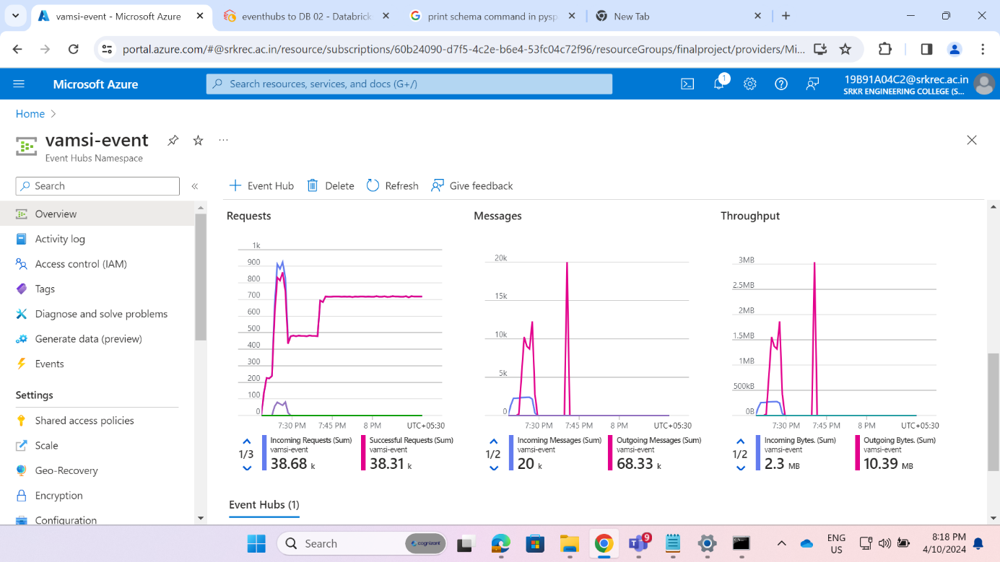 vamsi-event - Microsoft Azure
eventhubs to DB 02 - Databrick
print schema command in pysp
New Tab
portal.azure.com/#@srkrec.ac.in/resource/subscriptions/60b24090-d7f5-4c2e-b6e4-53fc04c72f96/resourceGroups/finalproject/providers/Mi...
Microsoft Azure
Search resources, services, and docs (G+/)
1
19B91A04C2@srkrec.ac.in
SRKR ENGINEERING COLLEGE (S...
Home
vamsi-event
Event Hubs Namespace
Search
Event Hub
Delete
Refresh
Give feedback
Overview
Activity log
Access control (IAM)
Tags
Diagnose and solve problems
Generate data (preview)
Events
Settings
Shared access policies
Scale
Geo-Recovery
Encryption
Configuration
Requests
1k
900
800
700
600
500
400
300
200
100
0
7:30 PM 7:45 PM 8 PM UTC+05:30
1/3
Incoming Requests (Sum)
vamsi-event
38.68 k
Successful Requests (Sum)
vamsi-event
38.31 k
Messages
20k
15k
10k
5k
0
7:30 PM 7:45 PM 8 PM UTC+05:30
1/2
Incoming Messages (Sum)
vamsi-event
20 k
Outgoing Messages (Sum)
vamsi-event
68.33 k
Throughput
3MB
2.5MB
2MB
1.5MB
1MB
500kB
0B
7:30 PM 7:45 PM 8 PM UTC+05:30
1/2
Incoming Bytes. (Sum)
vamsi-event
2.3 MB
Outgoing Bytes. (Sum)
vamsi-event
10.39 MB
Event Hubs (1)
Search
cognizant
9
ENG
US
8:18 PM
4/10/2024